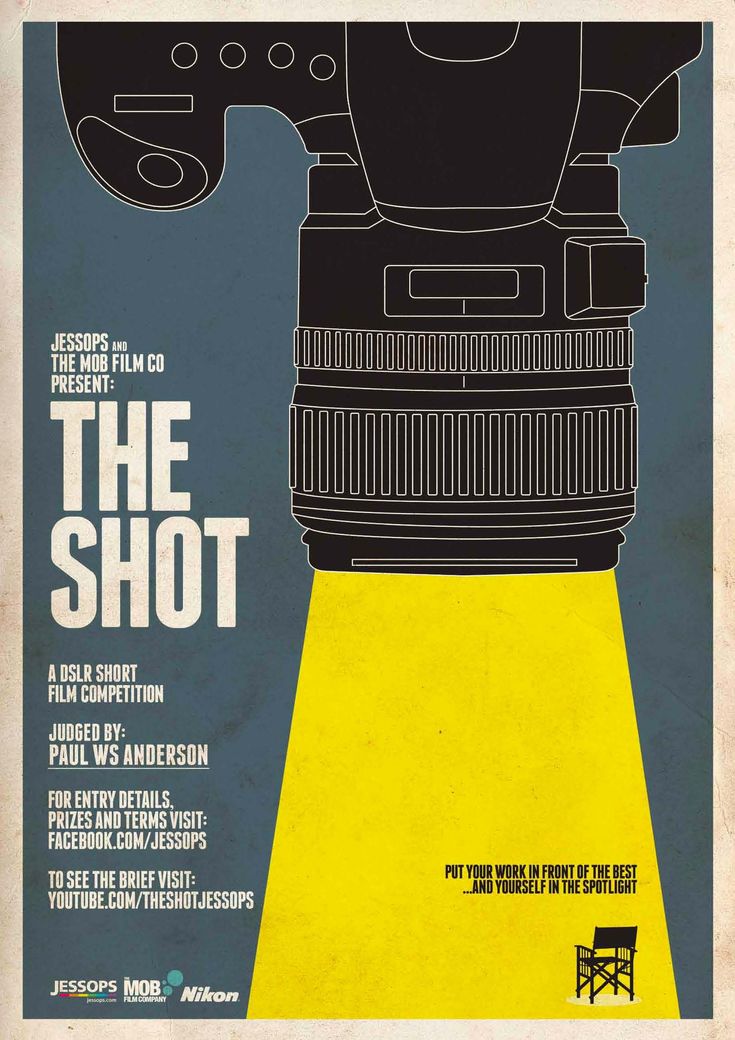 JESSOPS AND
THE MOB FILM CO
PRESENT:
THE
SHOT
A DSLR SHORT
FILM COMPETITION
JUDGED BY:
PAUL WS ANDERSON
FOR ENTRY DETAILS,
PRIZES AND TERMS VISIT:
FACEBOOK.COM/JESSOPS
TO SEE THE BRIEF VISIT:
YOUTUBE.COM/THESHOTJESSOPS
PUT YOUR WORK IN FRONT OF THE BEST
...AND YOURSELF IN THE SPOTLIGHT
JESSOPS
jessops.com
THE
MOB
FILM COMPANY
Nikon